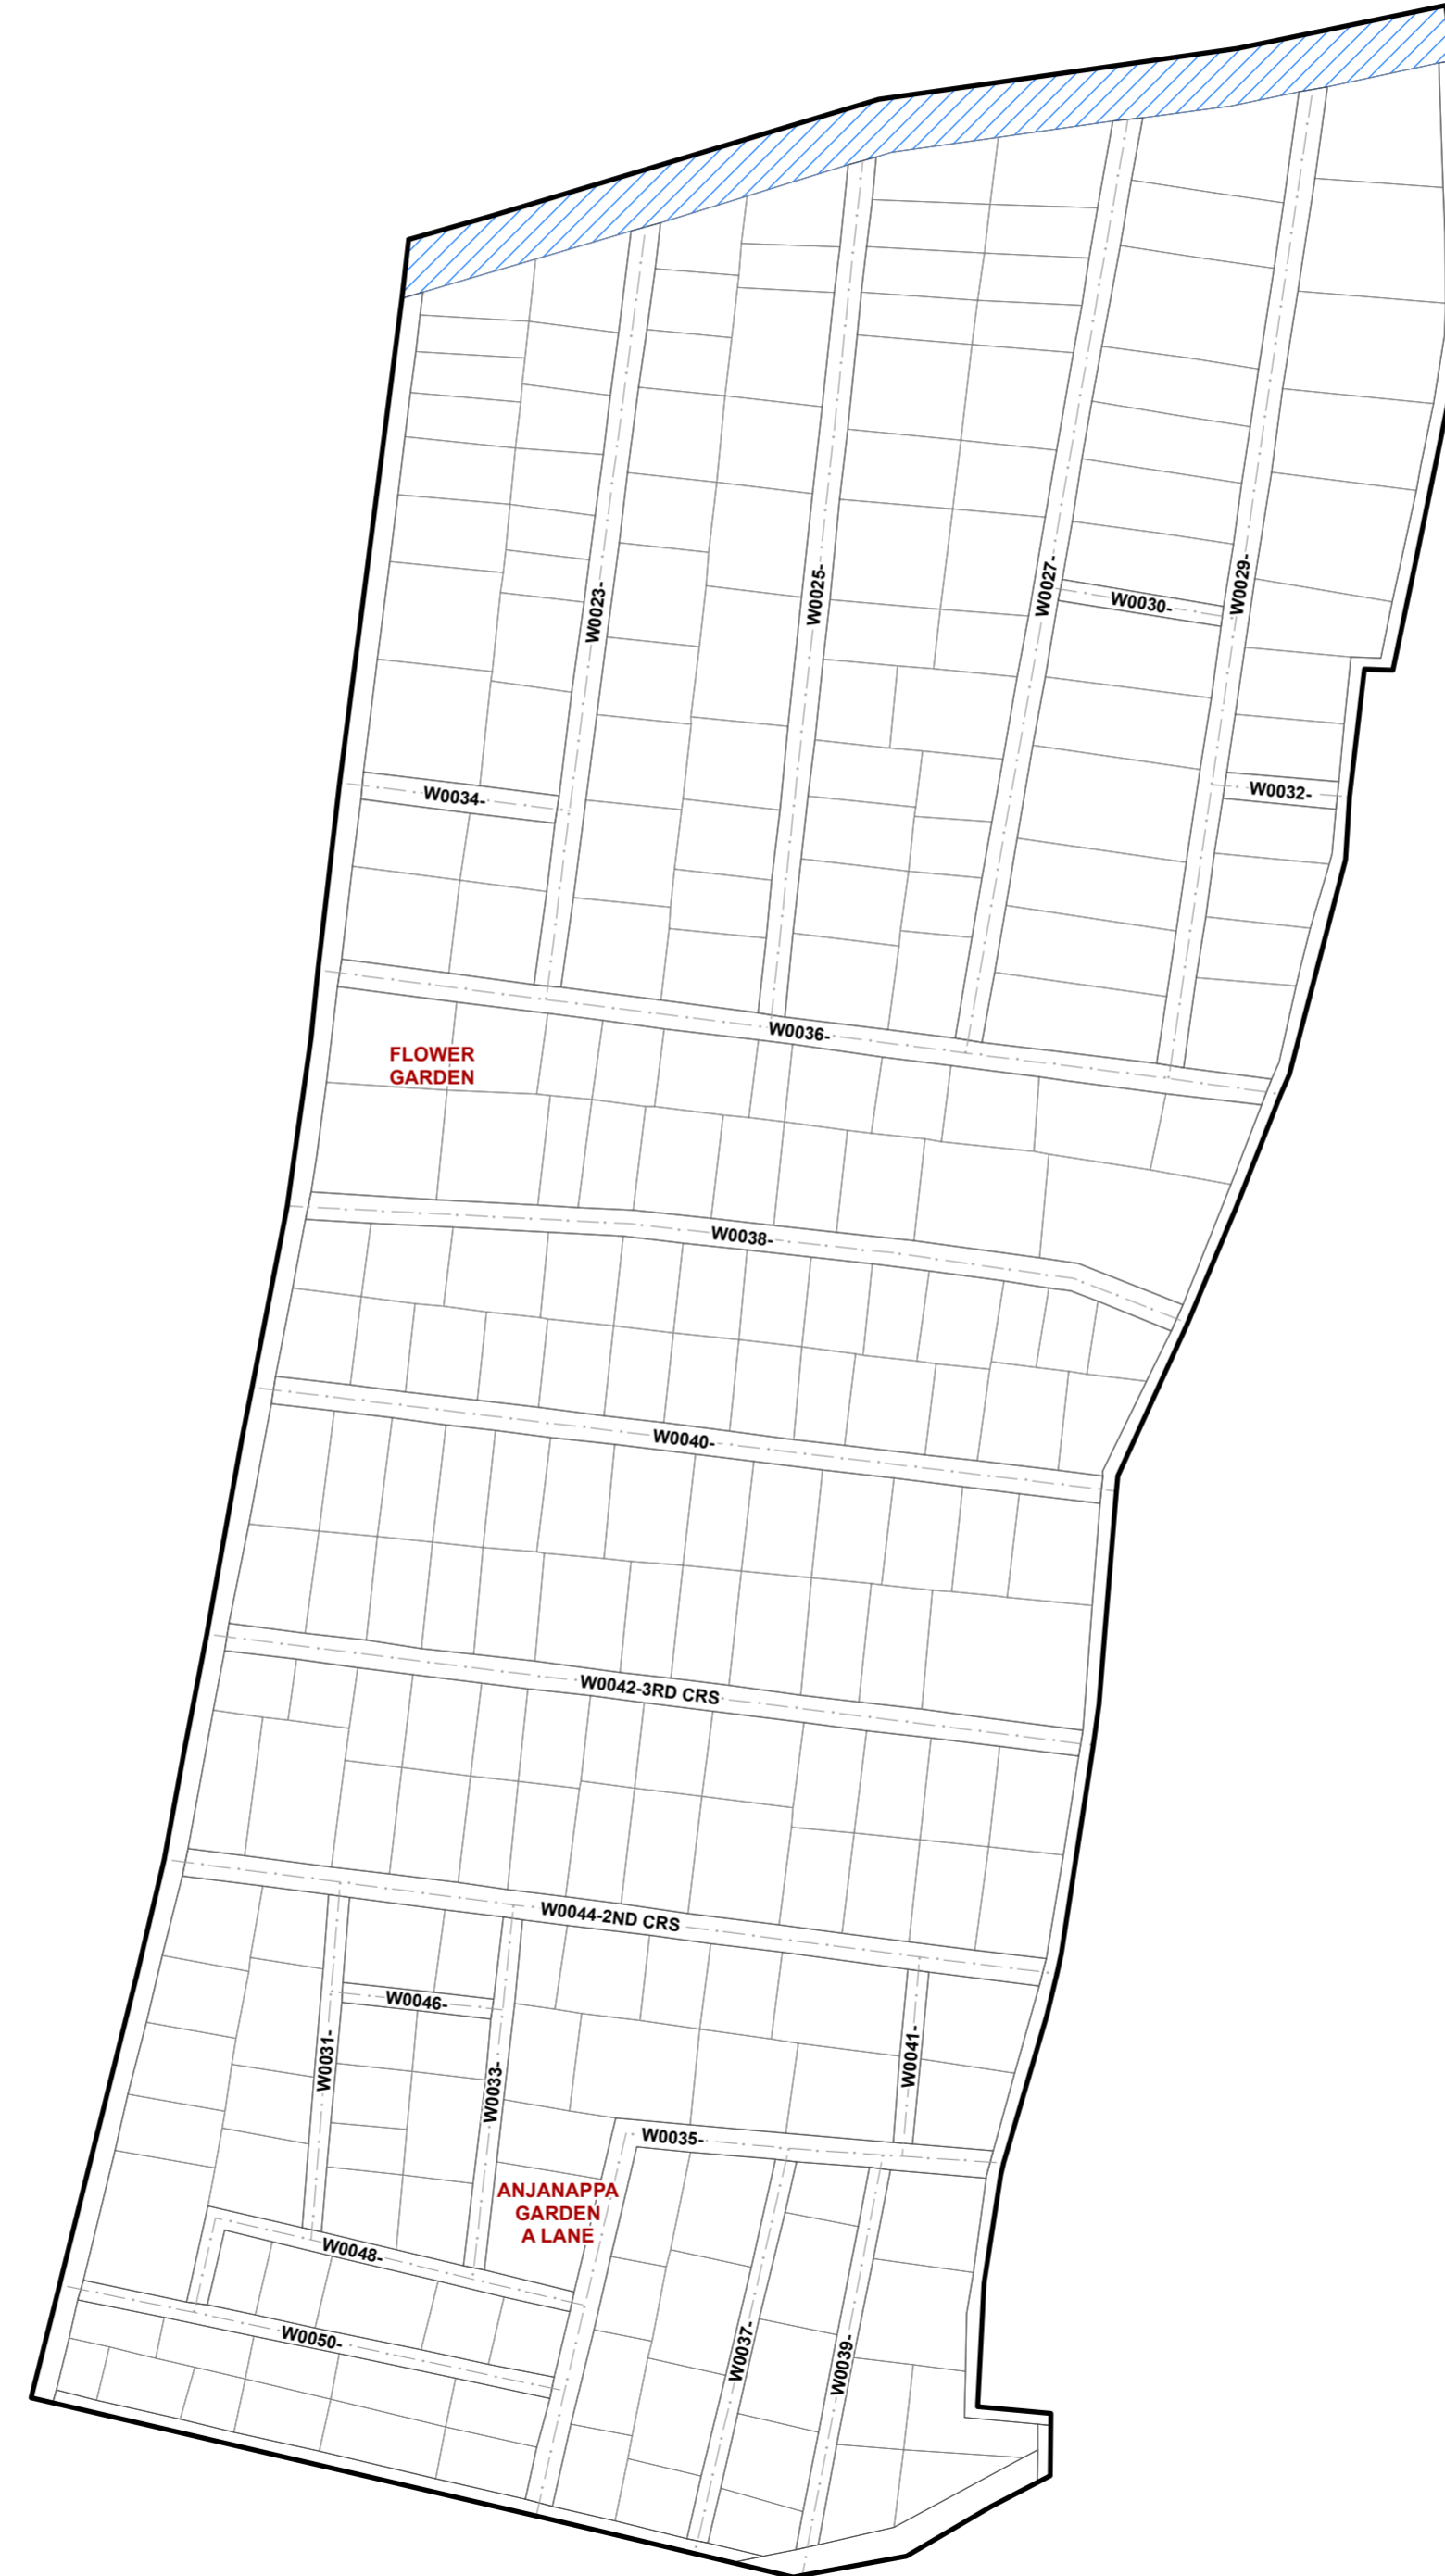 W0029-
W0027-
W0025-
W0023-
W0030-
W0032-
W0034-
W0036-
FLOWER
GARDEN
W0038-
W0040-
W0042-3RD CRS
W0044-2ND CRS
W0046-
W0031-
W0033-
W0041-
W0035-
ANJANAPPA
GARDEN
A LANE
W0048-
W0050-
W0037-
W0039-